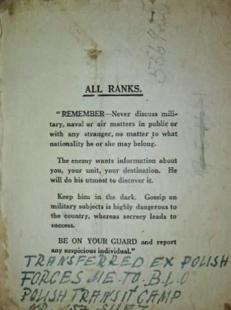 ALL RANKS.
"REMEMBER—Never discuss mili-
tary, naval or air matters in public or
with any stranger, no matter to what
nationality he or she may belong.
The enemy wants information about
you, your unit, your destination. He
will do his utmost to discover it.
Keep him in the dark. Gossip on
military subjects is highly dangerous to
the country, whereas secrecy leads to
success.
BE ON YOUR GUARD and report
any suspicious individual."
TRANSFERRED EX POLISH
FORCES ME TO B.L.O
POLISH TRANSIT CAMP